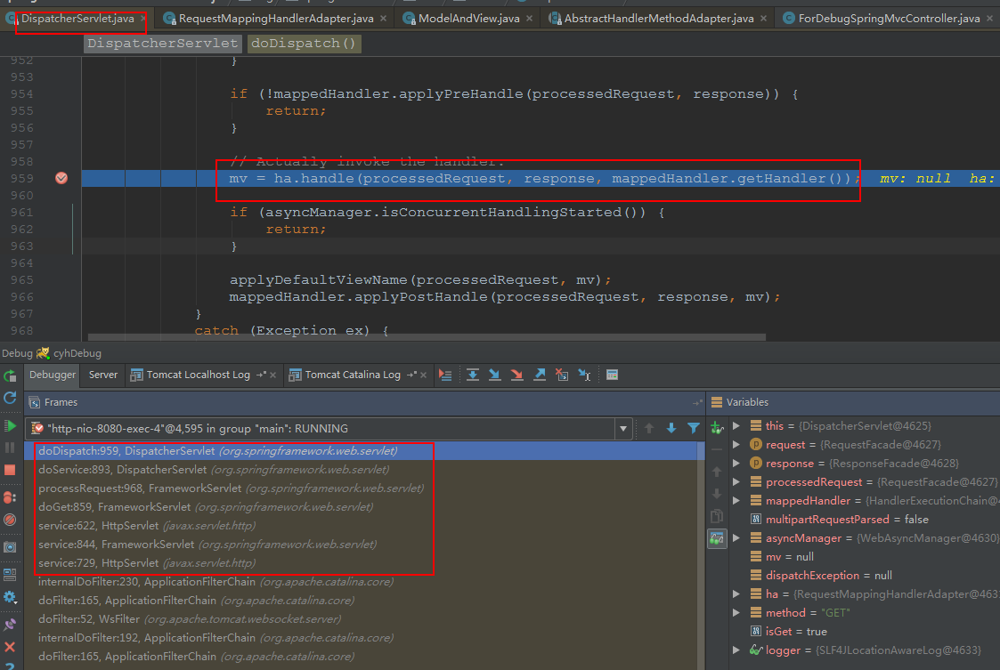 DispatcherServlet.java × RequestMappingHandlerAdapter.java × ModelAndView.java × AbstractHandlerMethodAdapter.java × ForDebugSpringMvcController.java ×
DispatcherServlet doDispatch()
952 }
953
954 if (!mappedHandler.applyPreHandle(processedRequest, response)) {
955 return;
956 }
957
958 // Actually invoke the handler.
959 mv = ha.handle(processedRequest, response, mappedHandler.getHandler()); mv: null ha:
960
961 if (asyncManager.isConcurrentHandlingStarted()) {
962 return;
963 }
964
965 applyDefaultViewName(processedRequest, mv);
966 mappedHandler.applyPostHandle(processedRequest, response, mv);
967 }
968 catch (Exception ex) {
Debug cyhDebug
Debugger Server Tomcat Localhost Log × Tomcat Catalina Log ×
Frames
"http-nio-8080-exec-4"@4,595 in group "main": RUNNING
doDispatch:959, DispatcherServlet (org.springframework.web.servlet)
doService:893, DispatcherServlet (org.springframework.web.servlet)
processRequest:968, FrameworkServlet (org.springframework.web.servlet)
doGet:859, FrameworkServlet (org.springframework.web.servlet)
service:622, HttpServlet (javax.servlet.http)
service:844, FrameworkServlet (org.springframework.web.servlet)
service:729, HttpServlet (javax.servlet.http)
internalDoFilter:230, ApplicationFilterChain (org.apache.catalina.core)
doFilter:165, ApplicationFilterChain (org.apache.catalina.core)
doFilter:52, WsFilter (org.apache.tomcat.websocket.server)
internalDoFilter:192, ApplicationFilterChain (org.apache.catalina.core)
doFilter:165, ApplicationFilterChain (org.apache.catalina.core)
Variables
this = {DispatcherServlet@4625}
request = {RequestFacade@4627}
response = {ResponseFacade@4628}
processedRequest = {RequestFacade@4627}
mappedHandler = {HandlerExecutionChain@4
multipartRequestParsed = false
asyncManager = {WebAsyncManager@4630}
mv = null
dispatchException = null
ha = {RequestMappingHandlerAdapter@463
method = "GET"
isGet = true
logger = {SLF4JLocationAwareLog@4633}